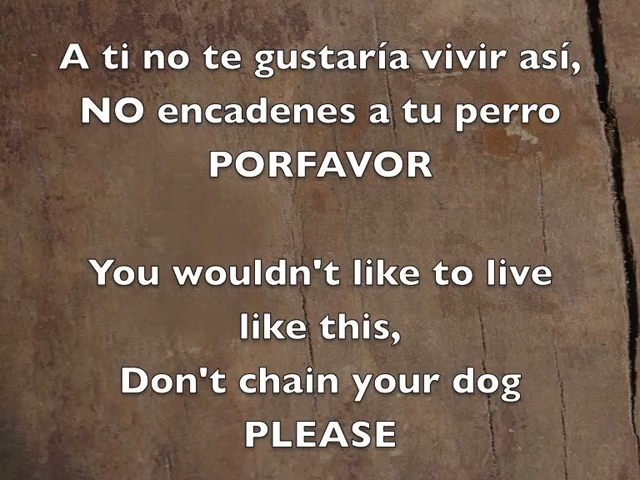 A ti no te gustaría vivir así,
NO encadenes a tu perro
PORFAVOR
You wouldn't like to live
like this,
Don't chain your dog
PLEASE